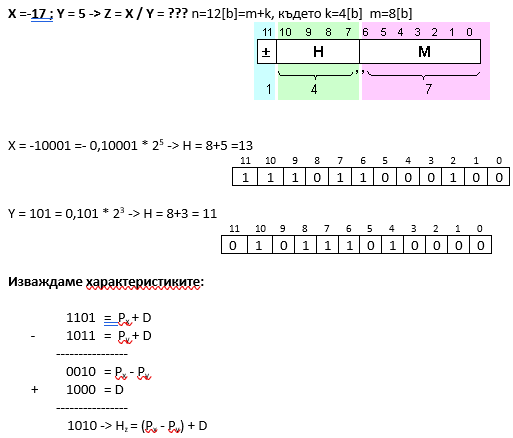 X =-17 ; Y = 5 -> Z = X / Y = ??? n=12[b]=m+k, където k=4[b] m=8[b]
11 10 9 8 7 6 5 4 3 2 1 0
± H M
1 4 ,, 7
X = -10001 =- 0,10001 * 2⁵ -> H = 8+5 =13
11 10 9 8 7 6 5 4 3 2 1 0
1 1 1 0 1 1 0 0 0 1 0 0
Y = 101 = 0,101 * 2³ -> H = 8+3 = 11
11 10 9 8 7 6 5 4 3 2 1 0
0 1 0 1 1 1 0 1 0 0 0 0
Изваждаме характеристиките:
1101 = Px + D
- 1011 = Py + D
----------------
0010 = Px - Py
+ 1000 = D
----------------
1010 -> Hz = (Px - Py) + D